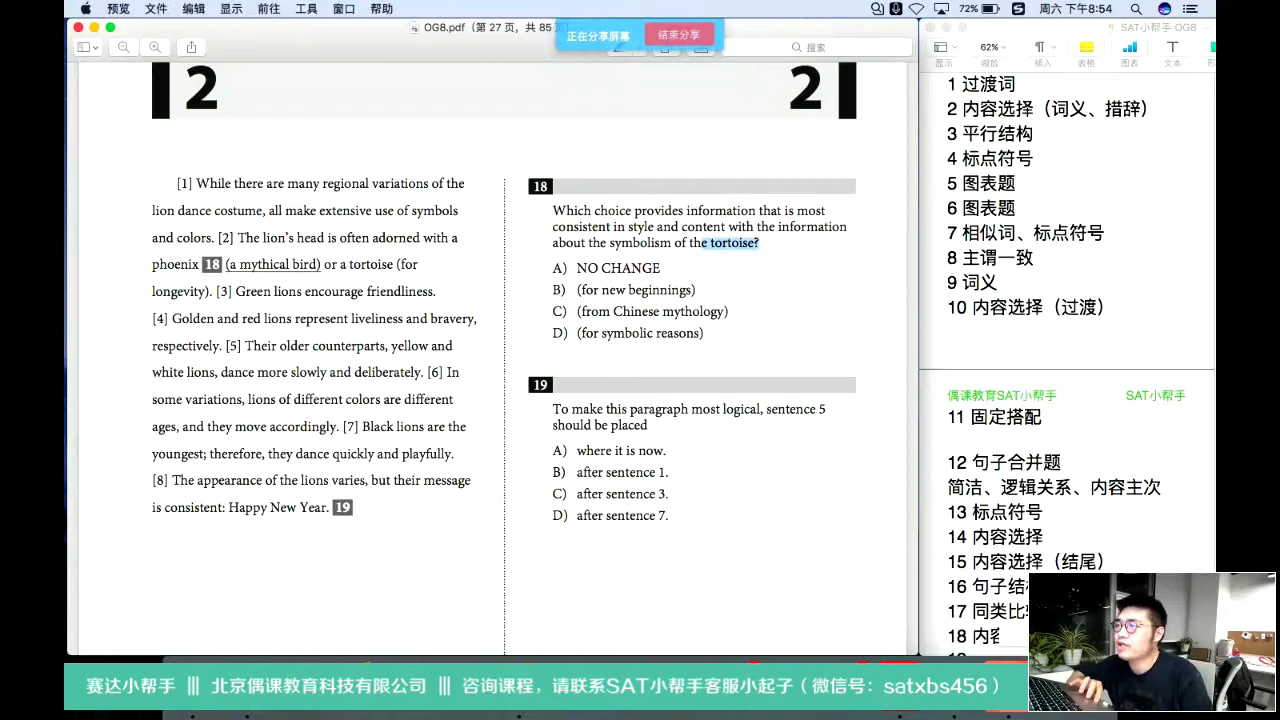 预览 文件 编辑 显示 前往 工具 窗口 帮助
72% 周六 下午8:54
OG8.pdf（第 27 页，共 85 页
正在分享屏幕 结束分享
SAT小帮手 OG8
搜索
62%
显示 缩放 插入 表格 图表 文本
2 2
[1] While there are many regional variations of the
lion dance costume, all make extensive use of symbols
and colors. [2] The lion's head is often adorned with a
phoenix 18 (a mythical bird) or a tortoise (for
longevity). [3] Green lions encourage friendliness.
[4] Golden and red lions represent liveliness and bravery,
respectively. [5] Their older counterparts, yellow and
white lions, dance more slowly and deliberately. [6] In
some variations, lions of different colors are different
ages, and they move accordingly. [7] Black lions are the
youngest; therefore, they dance quickly and playfully.
[8] The appearance of the lions varies, but their message
is consistent: Happy New Year. 19
18
Which choice provides information that is most
consistent in style and content with the information
about the symbolism of the tortoise?
A) NO CHANGE
B) (for new beginnings)
C) (from Chinese mythology)
D) (for symbolic reasons)
19
To make this paragraph most logical, sentence 5
should be placed
A) where it is now.
B) after sentence 1.
C) after sentence 3.
D) after sentence 7.
1 过渡词
2 内容选择（词义、措辞）
3 平行结构
4 标点符号
5 图表题
6 图表题
7 相似词、标点符号
8 主谓一致
9 词义
10 内容选择（过渡）
偶课教育SAT小帮手 SAT小帮手
11 固定搭配
12 句子合并题
简洁、逻辑关系、内容主次
13 标点符号
14 内容选择
15 内容选择（结尾）
16 句子结
17 同类比
18 内容
赛达小帮手 ||| 北京偶课教育科技有限公司 ||| 咨询课程，请联系SAT小帮手客服小起子（微信号：satxbs456）